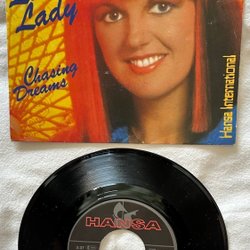 Lady
Chasing
Dreams
Hansa International
HANSA